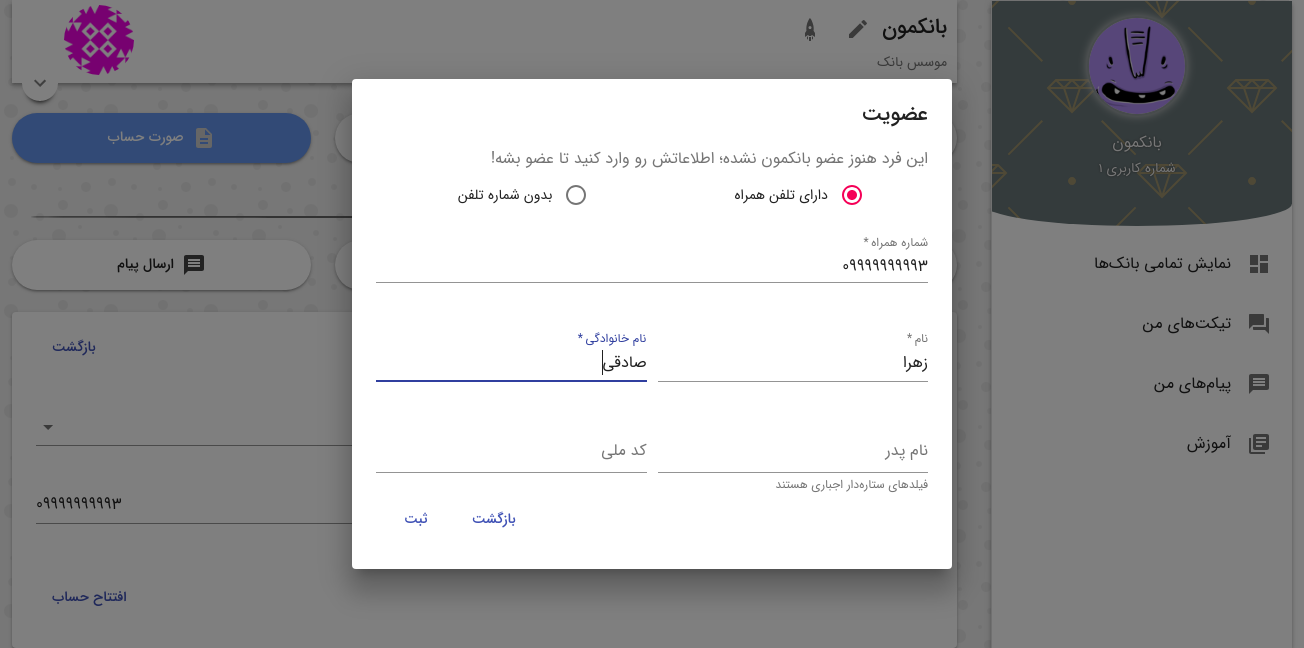 بانکمون
موسس بانک
صورت حساب
ارسال پیام
بازگشت
۰۹۹۹۹۹۹۹۹۹۳
افتتاح حساب
عضویت
این فرد هنوز عضو بانکمون نشده؛ اطلاعاتش رو وارد کنید تا عضو بشه!
دارای تلفن همراه
بدون شماره تلفن
شماره همراه *
۰۹۹۹۹۹۹۹۹۹۳
نام *
نام خانوادگی *
زهرا
صادقی
نام پدر
کد ملی
فیلدهای ستاره‌دار اجباری هستند
بازگشت
ثبت
بانکمون
شماره کاربری ۱
نمایش تمامی بانک‌ها
تیکت‌های من
پیام‌های من
آموزش